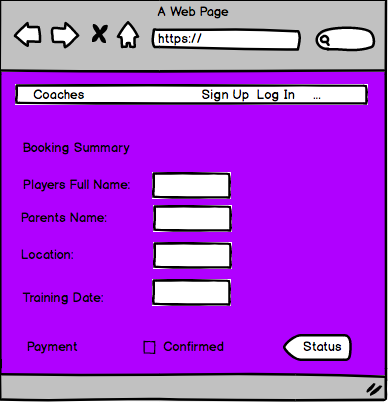 A Web Page
https://
Coaches Sign Up Log In ...
Booking Summary
Players Full Name:
Parents Name:
Location:
Training Date:
Payment Confirmed Status